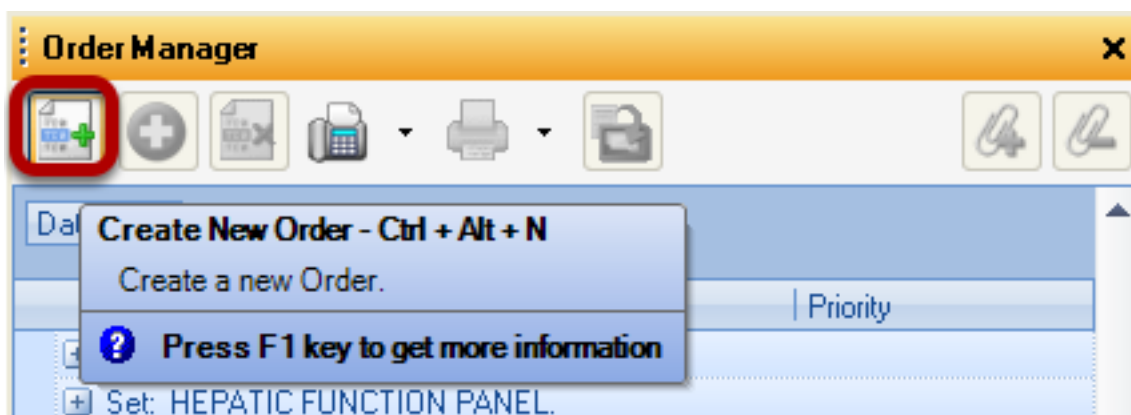 Order Manager
Create New Order - Ctrl + Alt + N
Create a new Order.
Priority
Press F1 key to get more information
Set: HEPATIC FUNCTION PANEL.